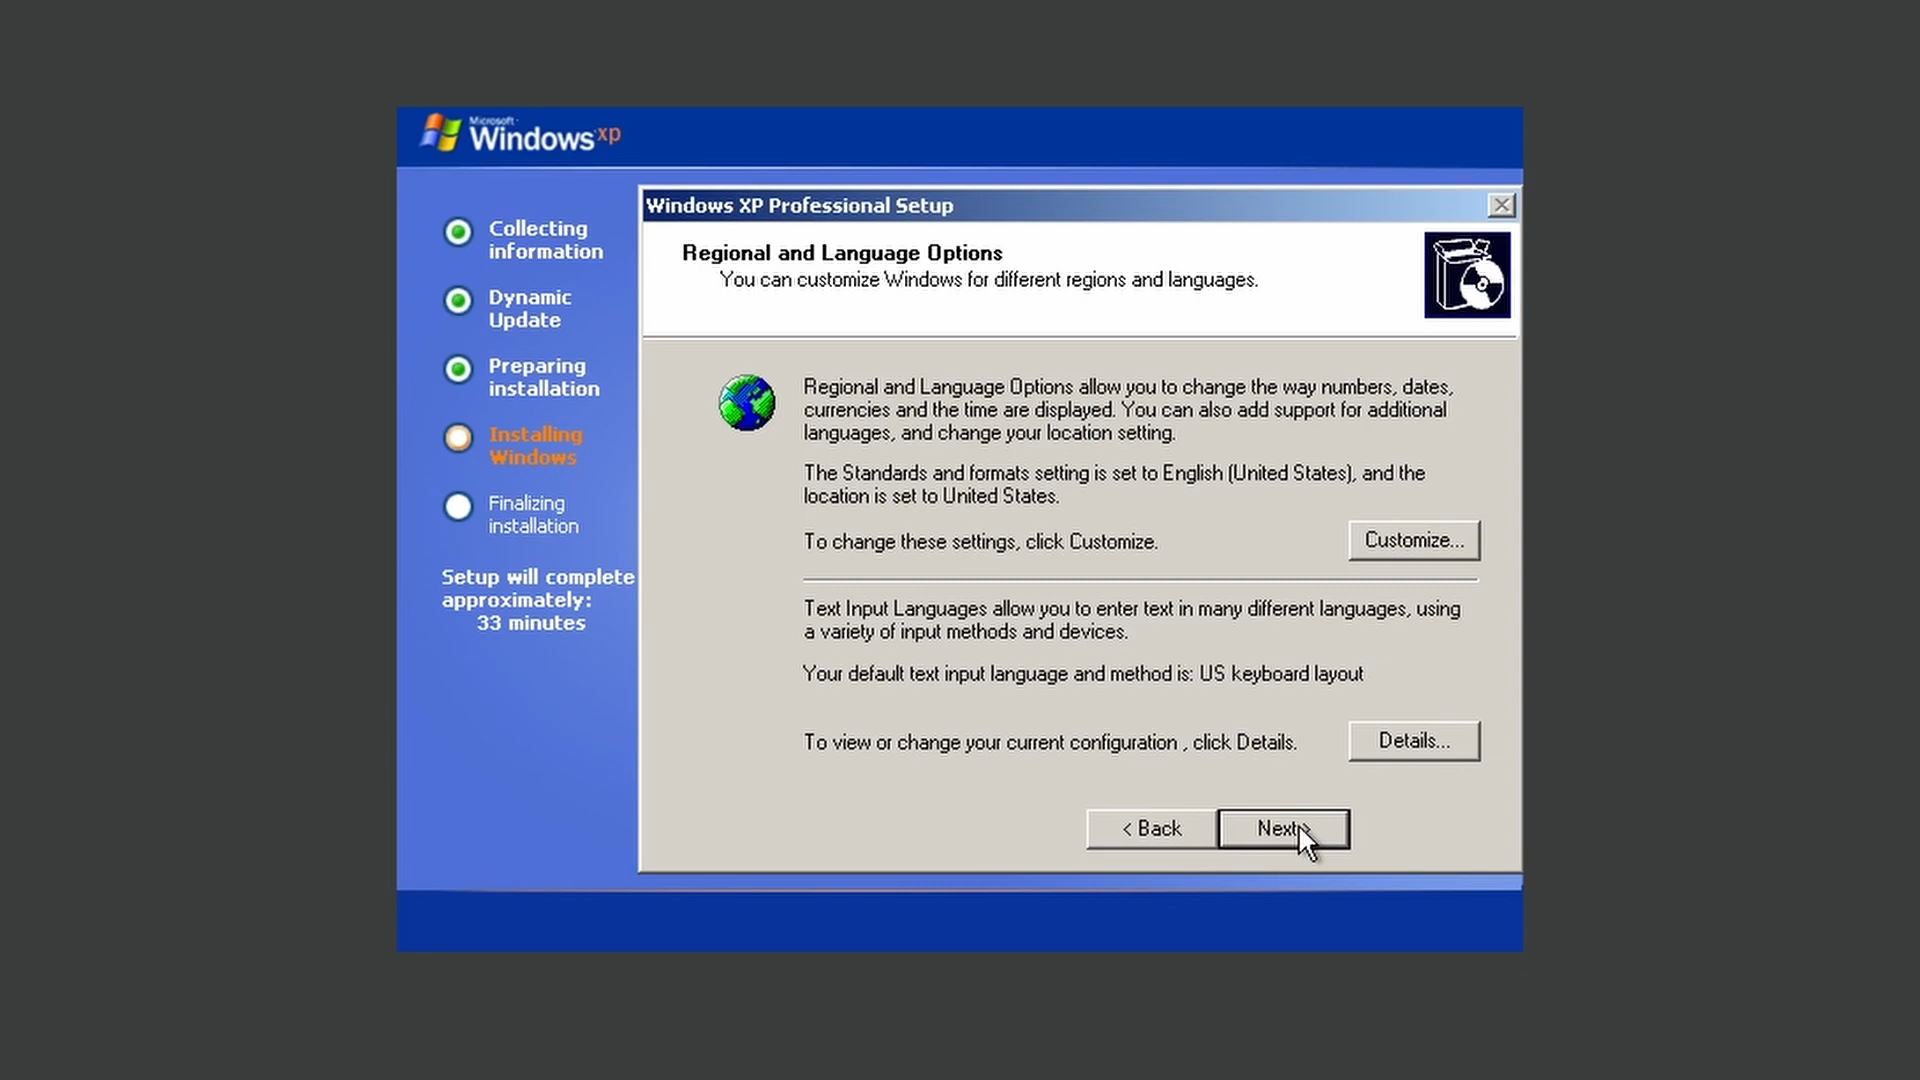 Microsoft
Windows xp
Collecting
information
Dynamic
Update
Preparing
installation
Installing
Windows
Finalizing
installation
Setup will complete
approximately:
33 minutes
Windows XP Professional Setup
Regional and Language Options
You can customize Windows for different regions and languages.
Regional and Language Options allow you to change the way numbers, dates,
currencies and the time are displayed. You can also add support for additional
languages, and change your location setting.
The Standards and formats setting is set to English (United States), and the
location is set to United States.
To change these settings, click Customize.
Customize...
Text Input Languages allow you to enter text in many different languages, using
a variety of input methods and devices.
Your default text input language and method is: US keyboard layout
To view or change your current configuration , click Details.
Details...
< Back
Next >